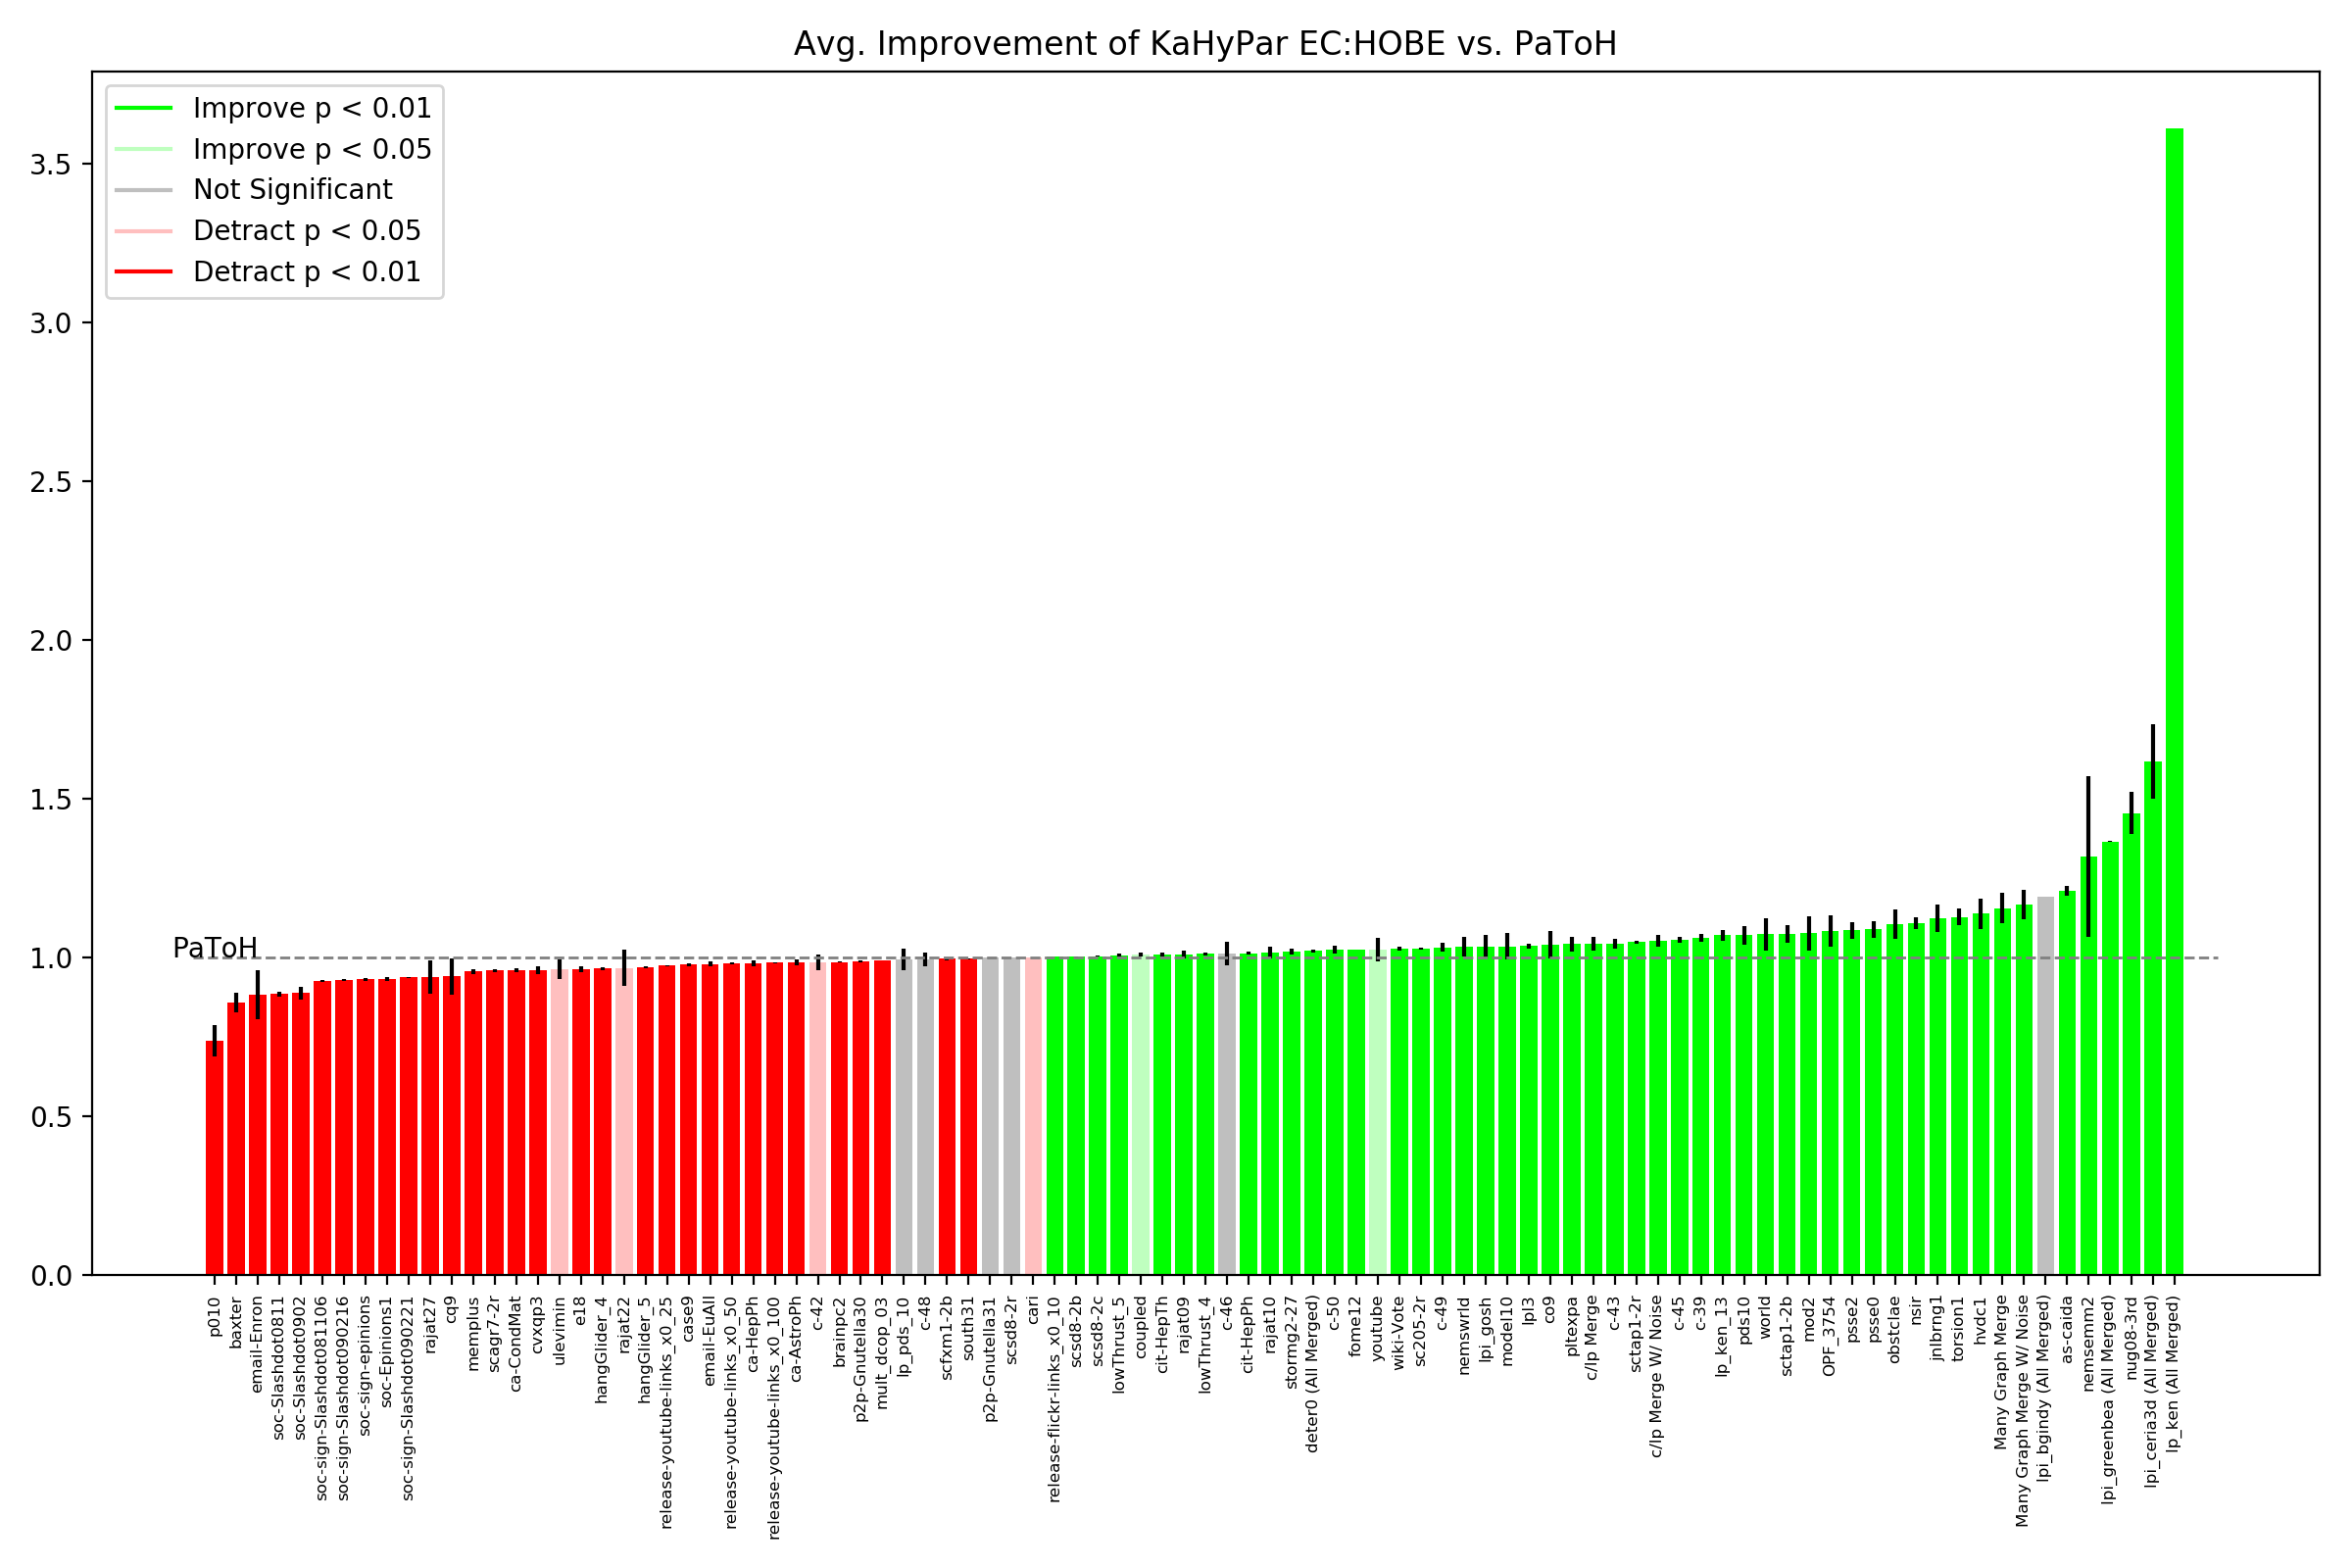 Avg. Improvement of KaHyPar EC:HOBE vs. PaToH
Improve p < 0.01
Improve p < 0.05
Not Significant
Detract p < 0.05
Detract p < 0.01
3.5
3.0
2.5
2.0
1.5
1.0
0.5
0.0
PaToH
p010
baxter
email-Enron
soc-Slashdot0811
soc-Slashdot0902
soc-sign-Slashdot081106
soc-sign-Slashdot090216
soc-sign-epinions
soc-Epinions1
soc-sign-Slashdot090221
rajat27
cq9
memplus
scagr7-2r
ca-CondMat
cvxqp3
ulevimin
e18
hangGlider_4
rajat22
hangGlider_5
release-youtube-links_x0_25
case9
email-EuAll
release-youtube-links_x0_50
ca-HepPh
release-youtube-links_x0_100
ca-AstroPh
c-42
brainpc2
p2p-Gnutella30
mult_dcop_03
lp_pds_10
c-48
scfxm1-2b
south31
p2p-Gnutella31
scsd8-2r
cari
release-flickr-links_x0_10
scsd8-2b
scsd8-2c
lowThrust_5
coupled
cit-HepTh
rajat09
lowThrust_4
c-46
cit-HepPh
rajat10
stormg2-27
deter0 (All Merged)
c-50
fome12
youtube
wiki-Vote
sc205-2r
c-49
nemswrld
lpi_gosh
model10
lpl3
co9
pltexpa
c/lp Merge
c-43
sctap1-2r
c/lp Merge W/ Noise
c-45
c-39
lp_ken_13
pds10
world
sctap1-2b
mod2
OPF_3754
psse2
psse0
obstclae
nsir
jnlbrng1
torsion1
hvdc1
Many Graph Merge
Many Graph Merge W/ Noise
lpi_bgindy (All Merged)
as-caida
nemsemm2
lpi_greenbea (All Merged)
nug08-3rd
lpi_ceria3d (All Merged)
lp_ken (All Merged)